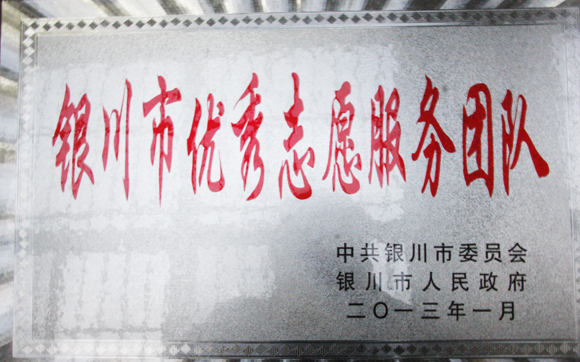 银川市优秀志愿服务团队
中共银川市委员会
银川市人民政府
二〇一三年一月